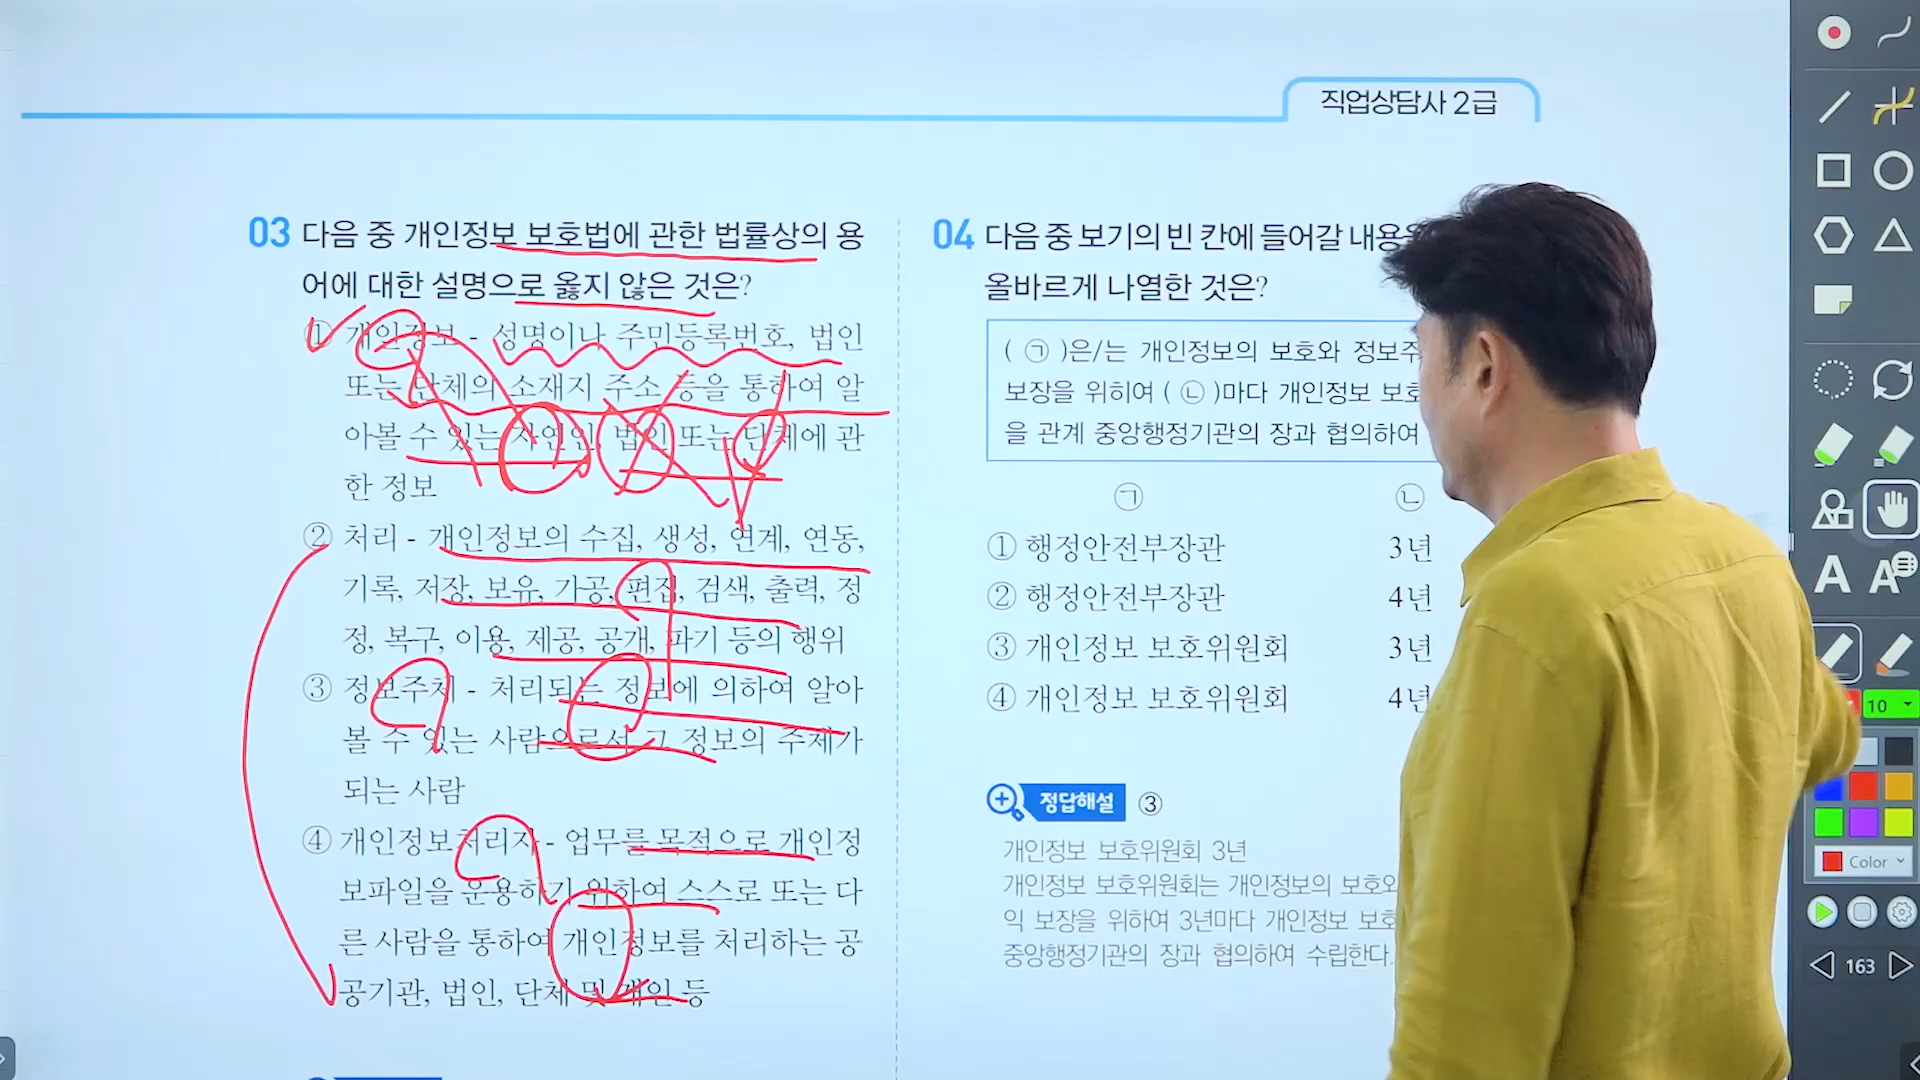 직업상담사 2급
03 다음 중 개인정보 보호법에 관한 법률상의 용
어에 대한 설명으로 옳지 않은 것은?
① 개인정보 - 성명이나 주민등록번호, 법인
또는 단체의 소재지 주소 등을 통하여 알
아볼 수 있는 자연인, 법인 또는 단체에 관
한 정보
② 처리 - 개인정보의 수집, 생성, 연계, 연동,
기록, 저장, 보유, 가공, 편집, 검색, 출력, 정
정, 복구, 이용, 제공, 공개, 파기 등의 행위
③ 정보주체 - 처리되는 정보에 의하여 알아
볼 수 있는 사람으로서 그 정보의 주체가
되는 사람
④ 개인정보처리자 - 업무를 목적으로 개인정
보파일을 운용하기 위하여 스스로 또는 다
른 사람을 통하여 개인정보를 처리하는 공
공기관, 법인, 단체 및 개인 등
04 다음 중 보기의 빈 칸에 들어갈 내용을
올바르게 나열한 것은?
( ㉠ )은/는 개인정보의 보호와 정보주
보장을 위히여 ( ㉡ )마다 개인정보 보호
을 관계 중앙행정기관의 장과 협의하여
㉠ ㉡
① 행정안전부장관 3년
② 행정안전부장관 4년
③ 개인정보 보호위원회 3년
④ 개인정보 보호위원회 4년
정답해설 ③
개인정보 보호위원회 3년
개인정보 보호위원회는 개인정보의 보호와
익 보장을 위하여 3년마다 개인정보 보호
중앙행정기관의 장과 협의하여 수립한다.
A A
10
Color
163